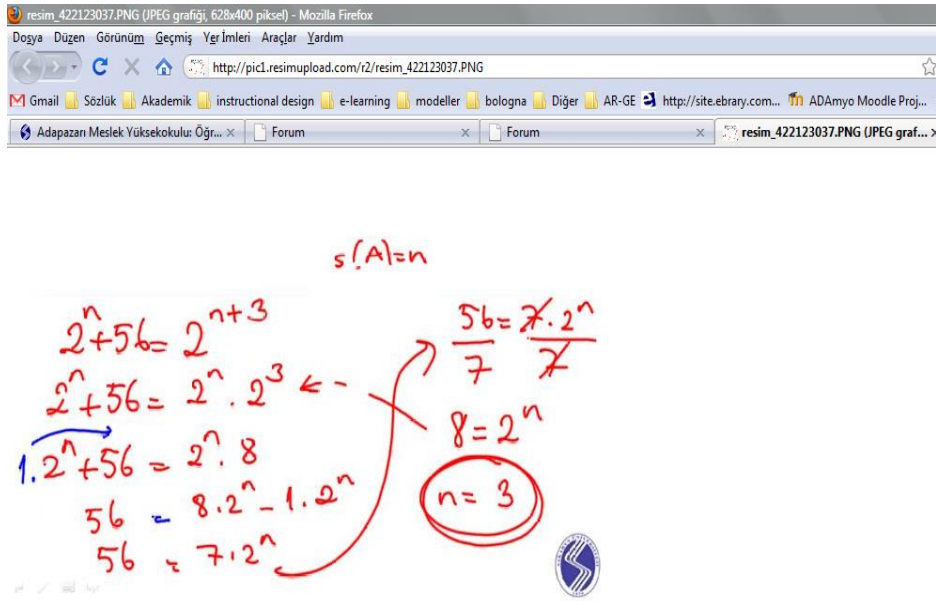 resim_422123037.PNG (JPEG grafiği, 628x400 piksel) - Mozilla Firefox
Dosya Düzen Görünüm Geçmiş Yer İmleri Araçlar Yardım
http://pic1.resimupload.com/r2/resim_422123037.PNG
Gmail Sözlük Akademik instructional design e-learning modeller bologna Diğer AR-GE http://site.ebrary.com... ADAmyo Moodle Proj...
Adapazarı Meslek Yüksekokulu: Öğr... Forum Forum resim_422123037.PNG (JPEG graf...
s(A)=n
2^n+56=2^{n+3}
2^n+56=2^n.2^3
1.2^n+56=2^n.8
56=8.2^n-1.2^n
56=7.2^n
56/7=7.2^n/7
8=2^n
n=3